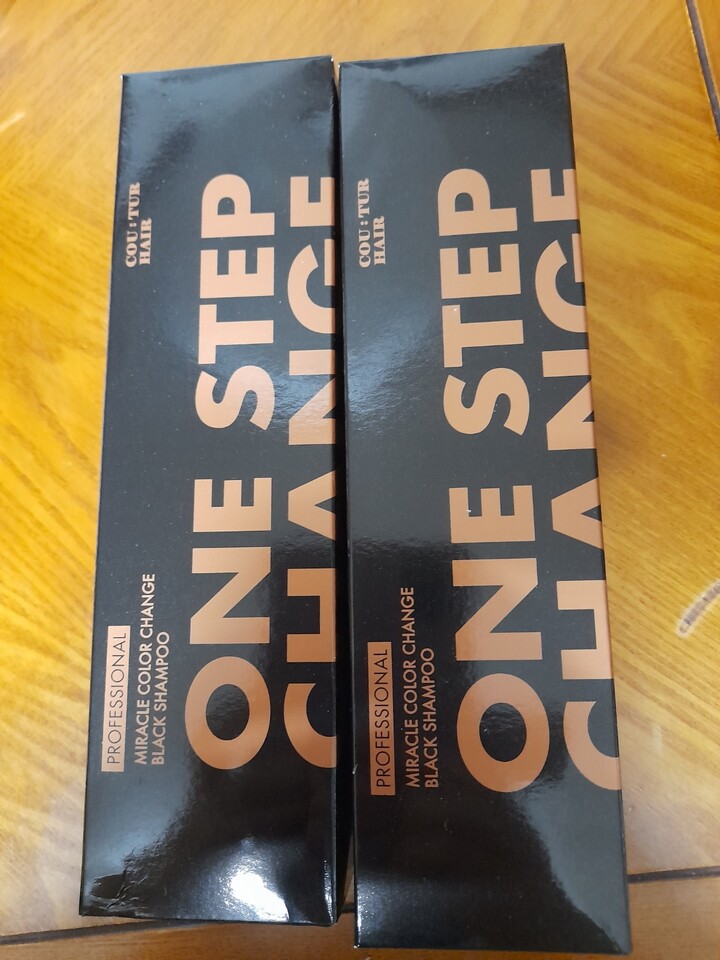 PROFESSIONAL
MIRACLE COLOR CHANGE
BLACK SHAMPOO
COU:TUR
HAIR
ONE STEP
CHANGE
PROFESSIONAL
MIRACLE COLOR CHANGE
BLACK SHAMPOO
COU:TUR
HAIR
ONE STEP
CHANGE